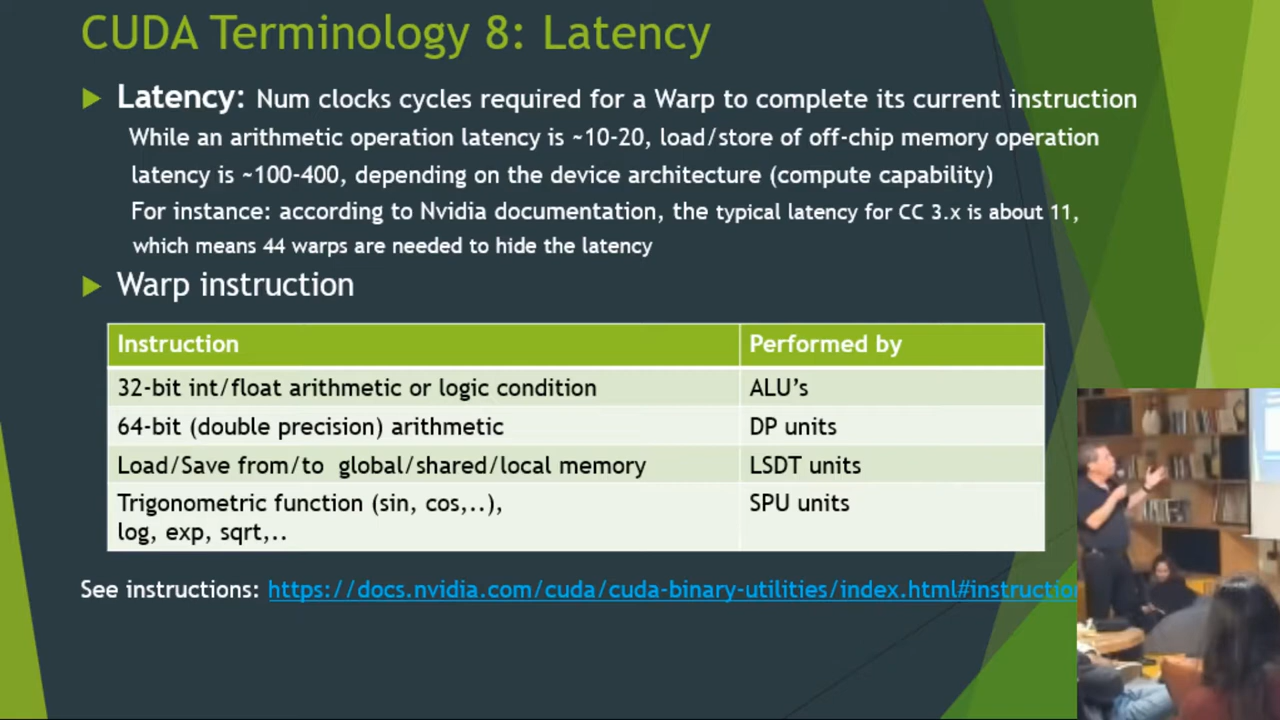 CUDA Terminology 8: Latency
Latency: Num clocks cycles required for a Warp to complete its current instruction
While an arithmetic operation latency is ~10-20, load/store of off-chip memory operation
latency is ~100-400, depending on the device architecture (compute capability)
For instance: according to Nvidia documentation, the typical latency for CC 3.x is about 11,
which means 44 warps are needed to hide the latency
Warp instruction
Instruction Performed by
32-bit int/float arithmetic or logic condition ALU's
64-bit (double precision) arithmetic DP units
Load/Save from/to global/shared/local memory LSDT units
Trigonometric function (sin, cos,..), SPU units
log, exp, sqrt,..
See instructions: https://docs.nvidia.com/cuda/cuda-binary-utilities/index.html#instructio